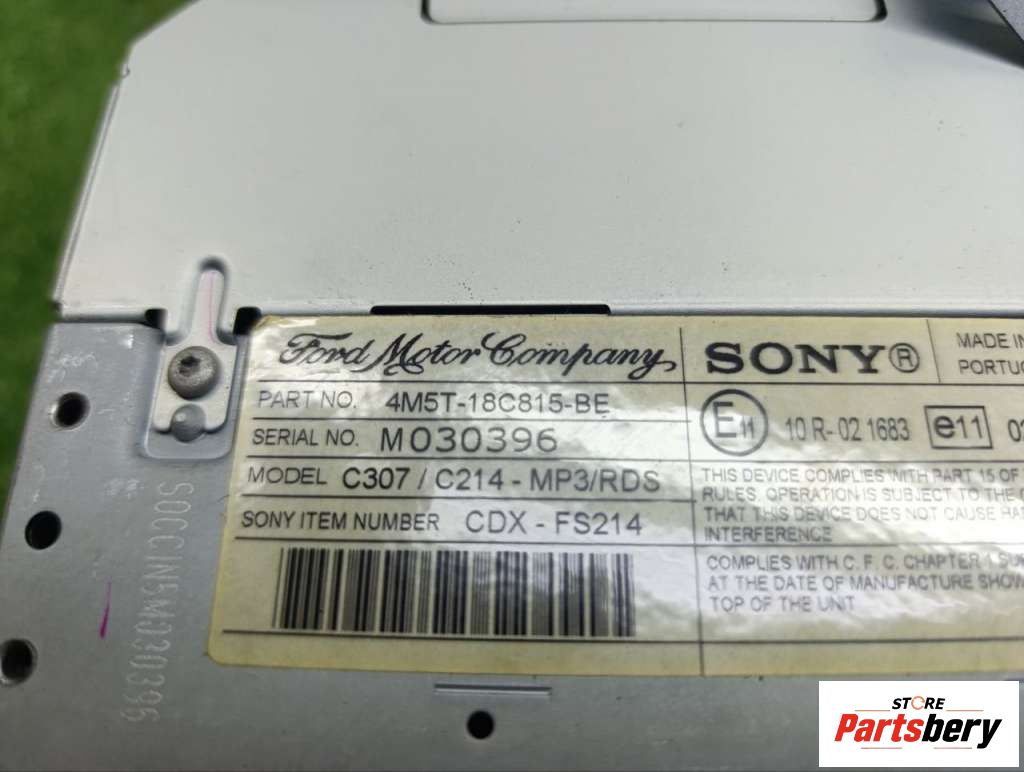 Ford Motor Company
SONY®
MADE IN
PART NO. 4M5T-18C815-BE
SERIAL NO. M030396
MODEL C307 / C214 - MP3/RDS
SONY ITEM NUMBER CDX - FS214
E11 10 R- 02 1683 e11
THIS DEVICE COMPLIES WITH PART 15 OF
RULES. OPERATION IS SUBJECT TO THE
THAT THIS DEVICE DOES NOT CAUSE
INTERFERENCE
COMPLIES WITH C. F. C. CHAPTER 1
AT THE DATE OF MANUFACTURE
TOP OF THE UNIT
STORE
Partsbery